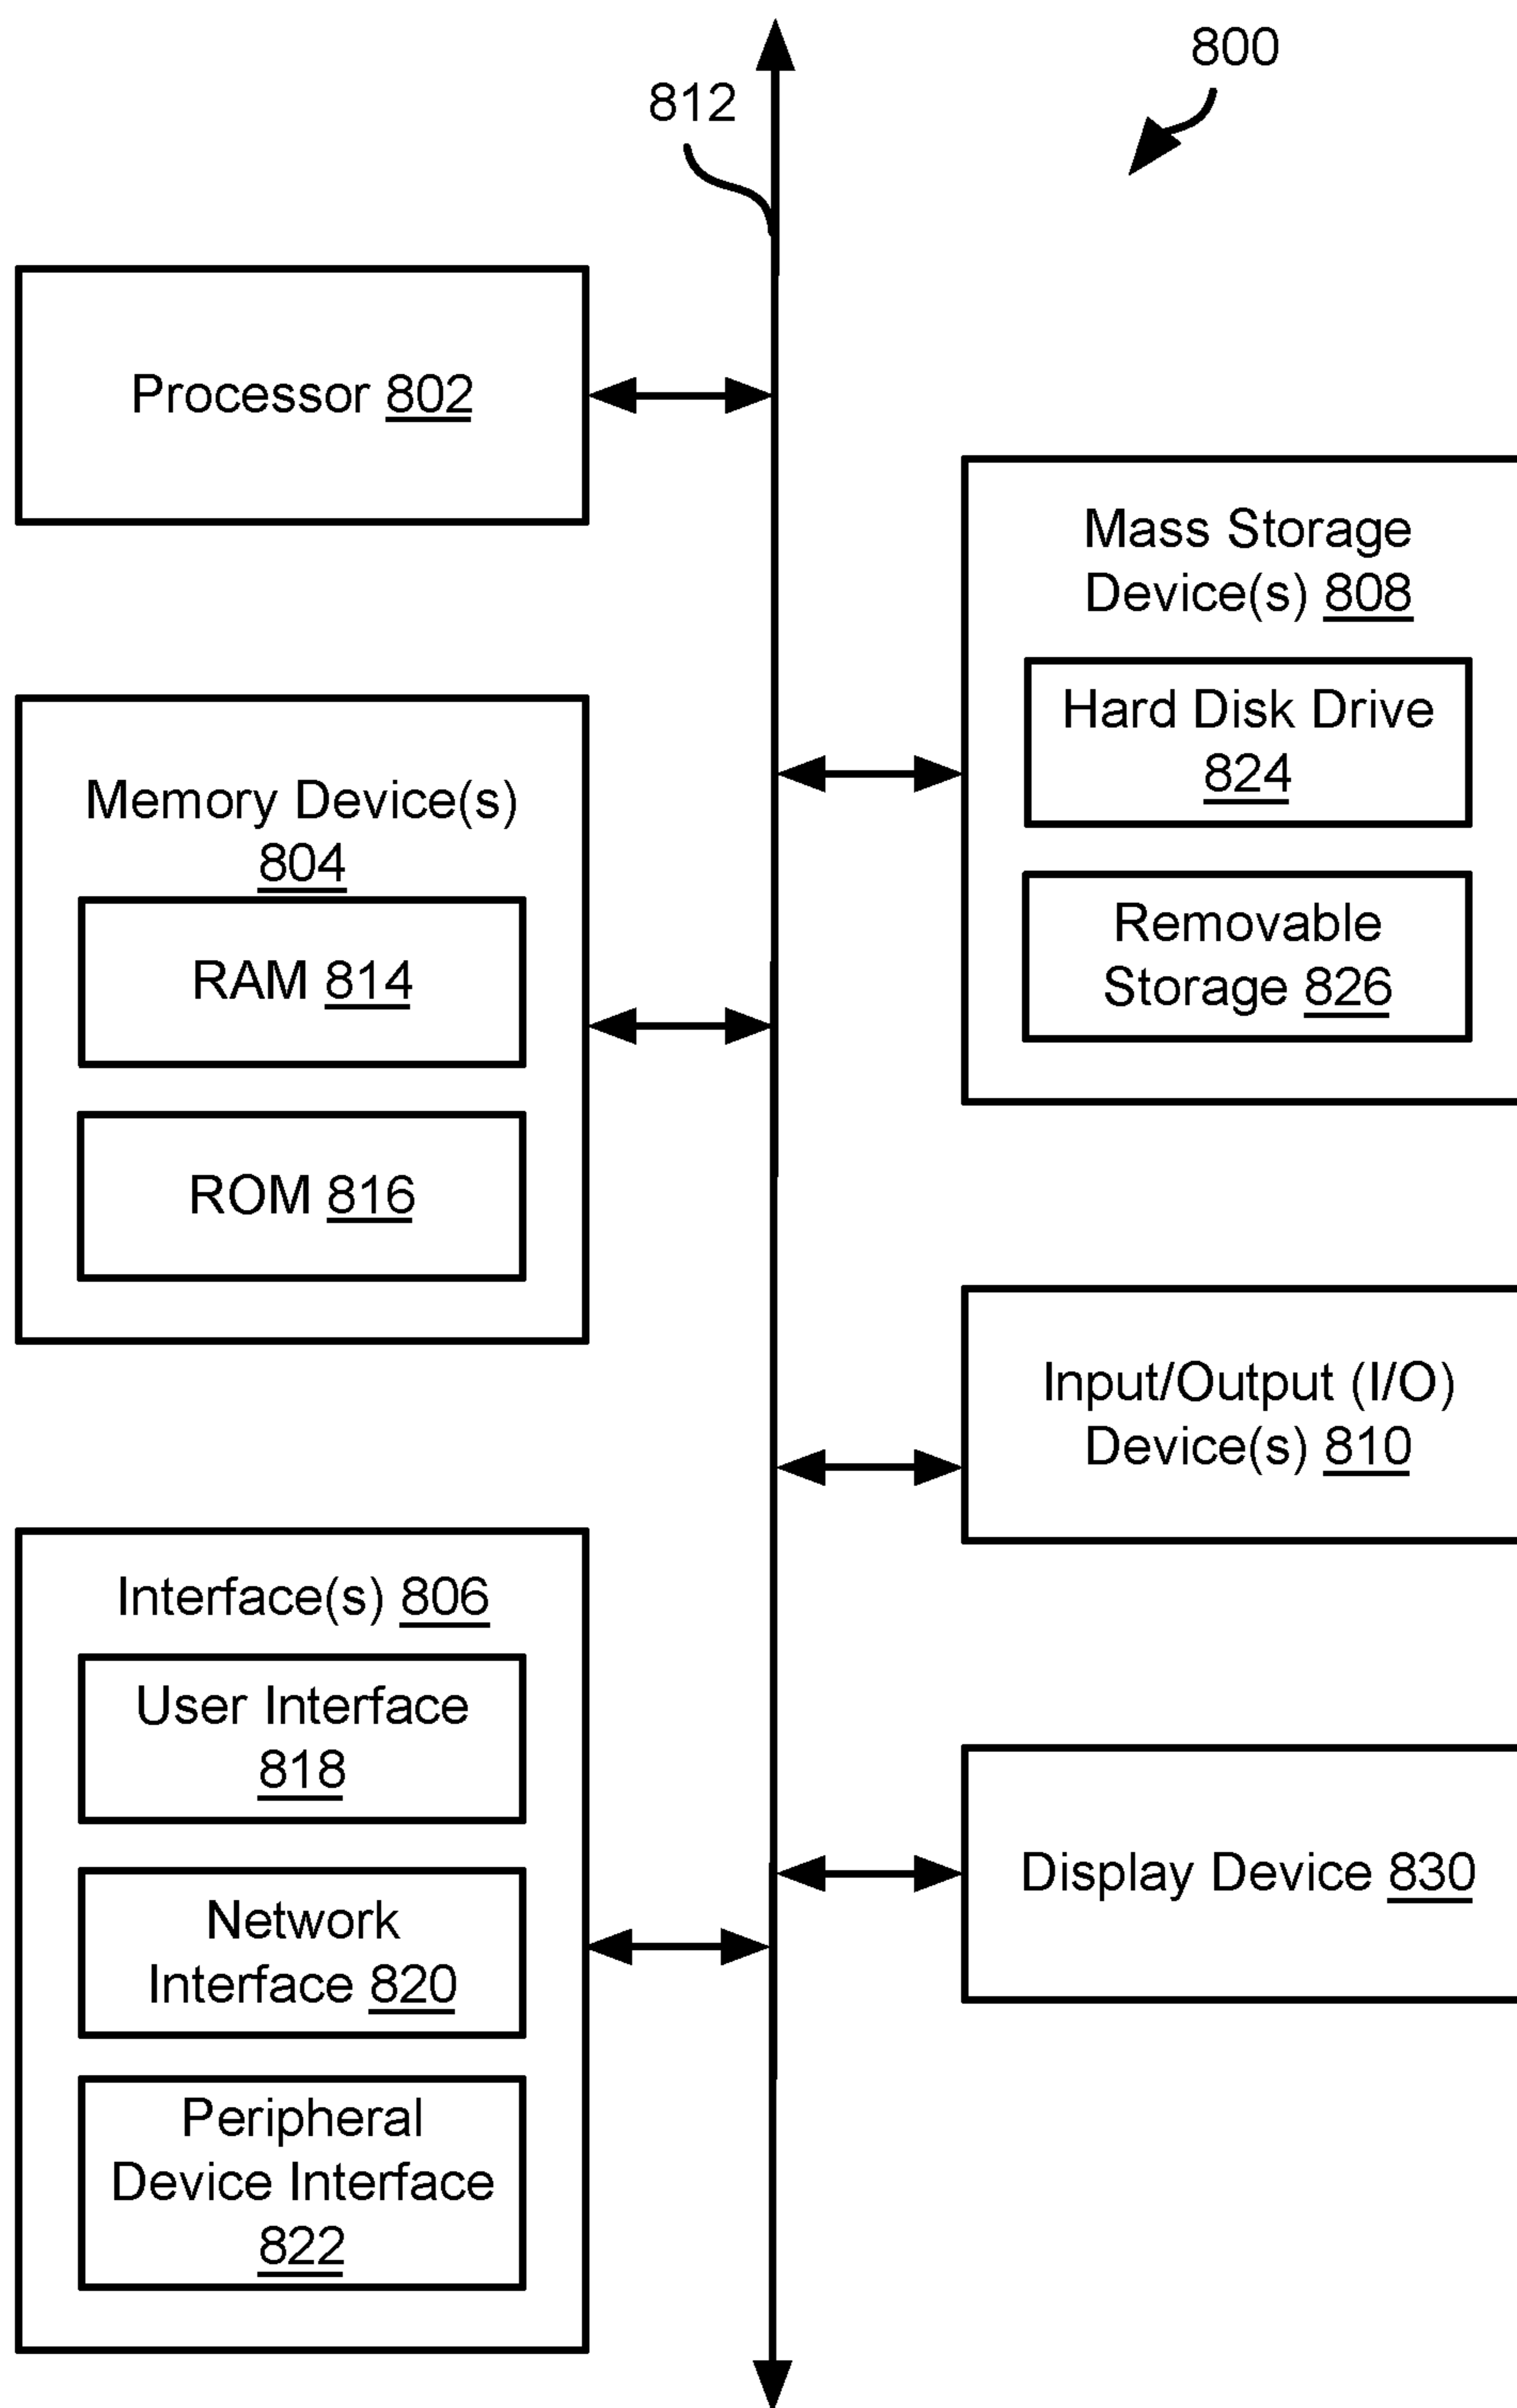 800
812
Processor 802
Mass Storage
Device(s) 808
Hard Disk Drive
824
Removable
Storage 826
Memory Device(s)
804
RAM 814
ROM 816
Input/Output (I/O)
Device(s) 810
Interface(s) 806
User Interface
818
Network
Interface 820
Peripheral
Device Interface
822
Display Device 830